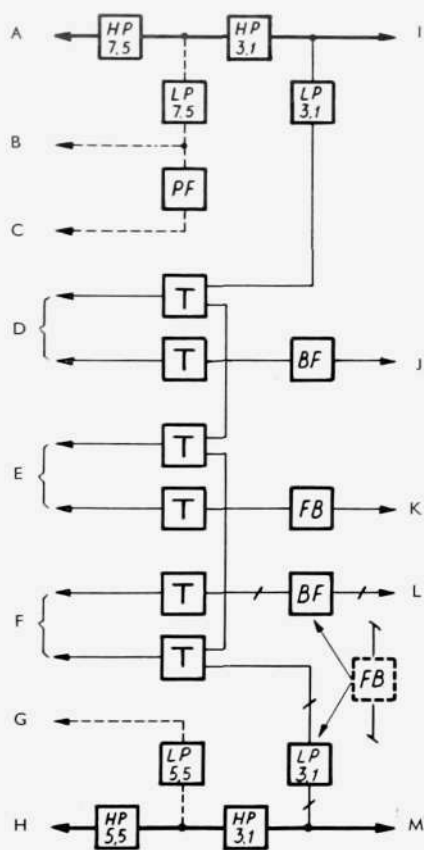 A HP 7,5 HP 3,1 I
LP 7,5 LP 3,1
B
PF
C
T
D
T BF J
T
E
T FB K
T BF L
F
T FB
G
LP 5,5 LP 3,1
H HP 5,5 HP 3,1 M